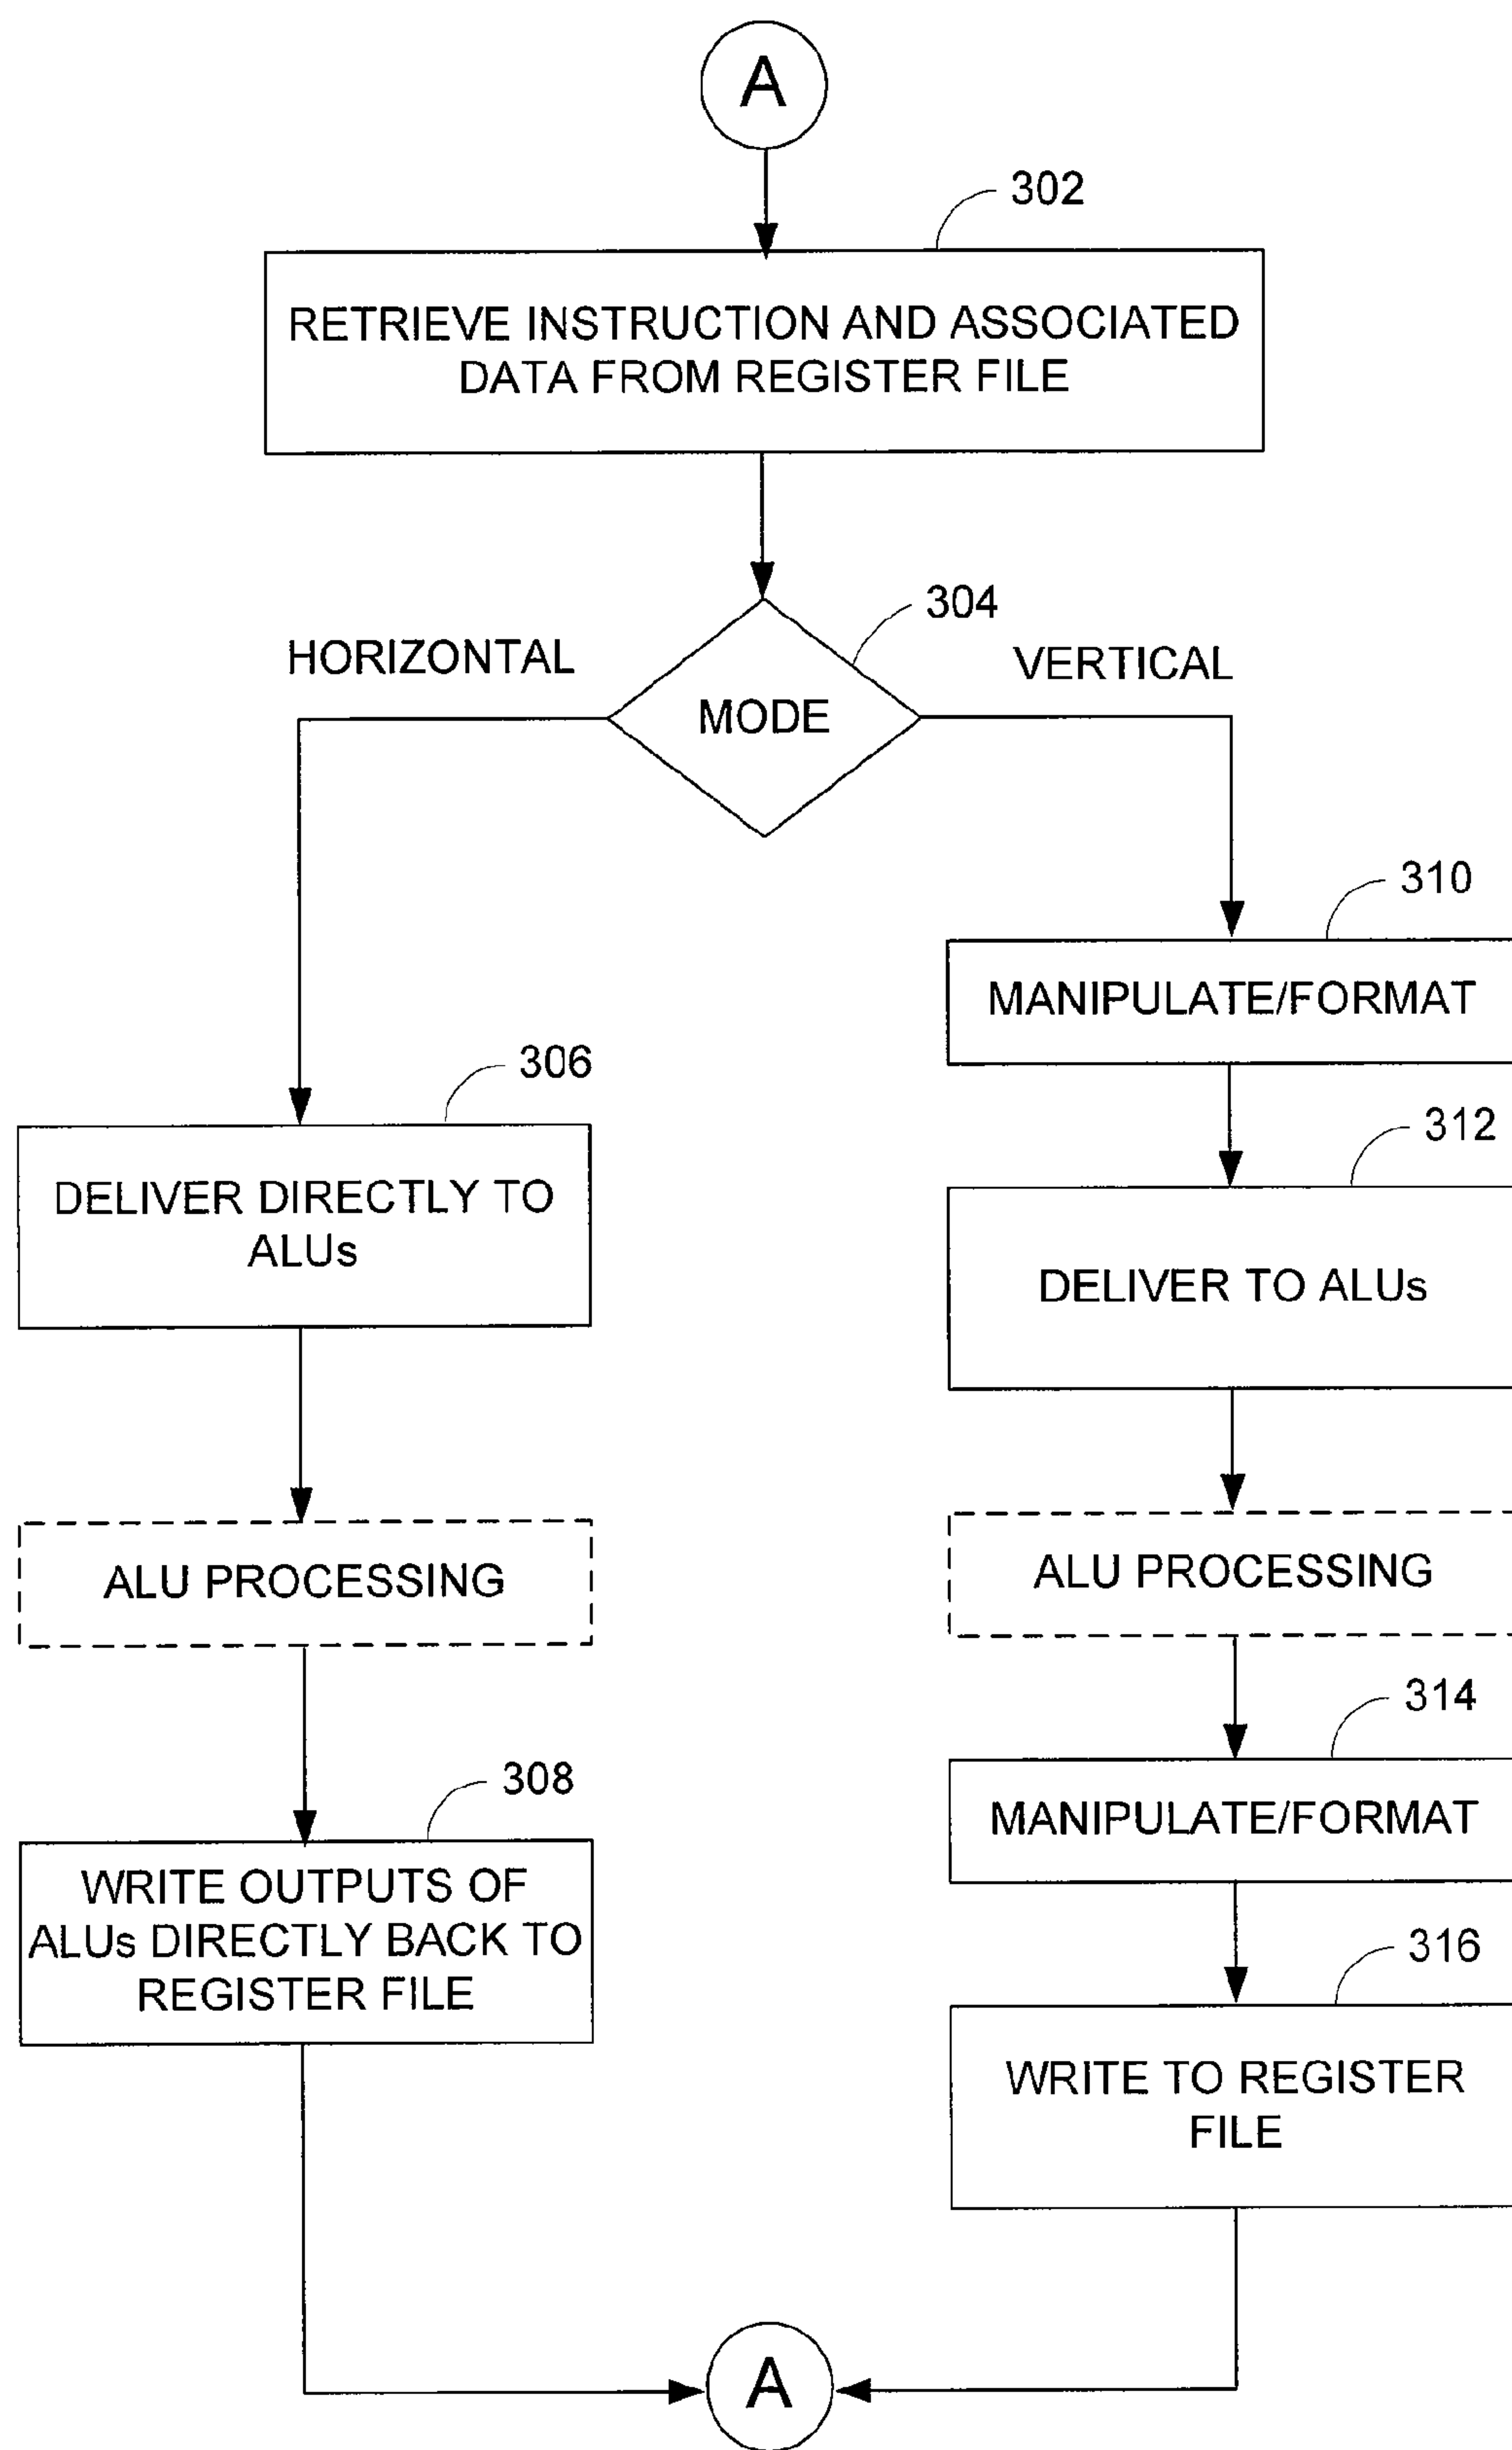 A
302
RETRIEVE INSTRUCTION AND ASSOCIATED
DATA FROM REGISTER FILE
304
HORIZONTAL
VERTICAL
MODE
310
MANIPULATE/FORMAT
306
312
DELIVER DIRECTLY TO
ALUs
DELIVER TO ALUs
ALU PROCESSING
ALU PROCESSING
314
308
MANIPULATE/FORMAT
WRITE OUTPUTS OF
ALUs DIRECTLY BACK TO
REGISTER FILE
316
WRITE TO REGISTER
FILE
A